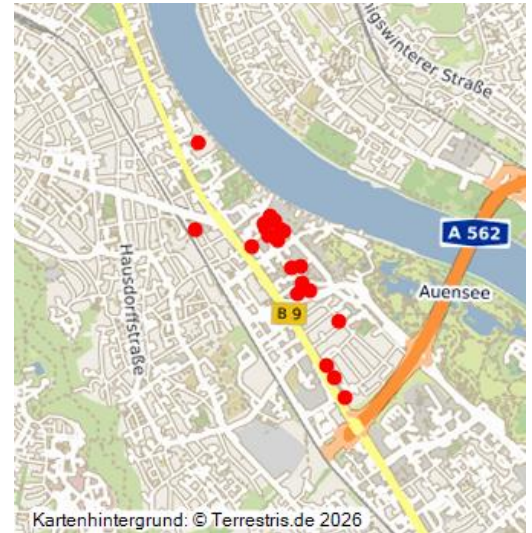 igswinterer Straße
A 562
Hausdorffstraße
Auensee
B 9
Kartenhintergrund: © Terrestris.de 2026